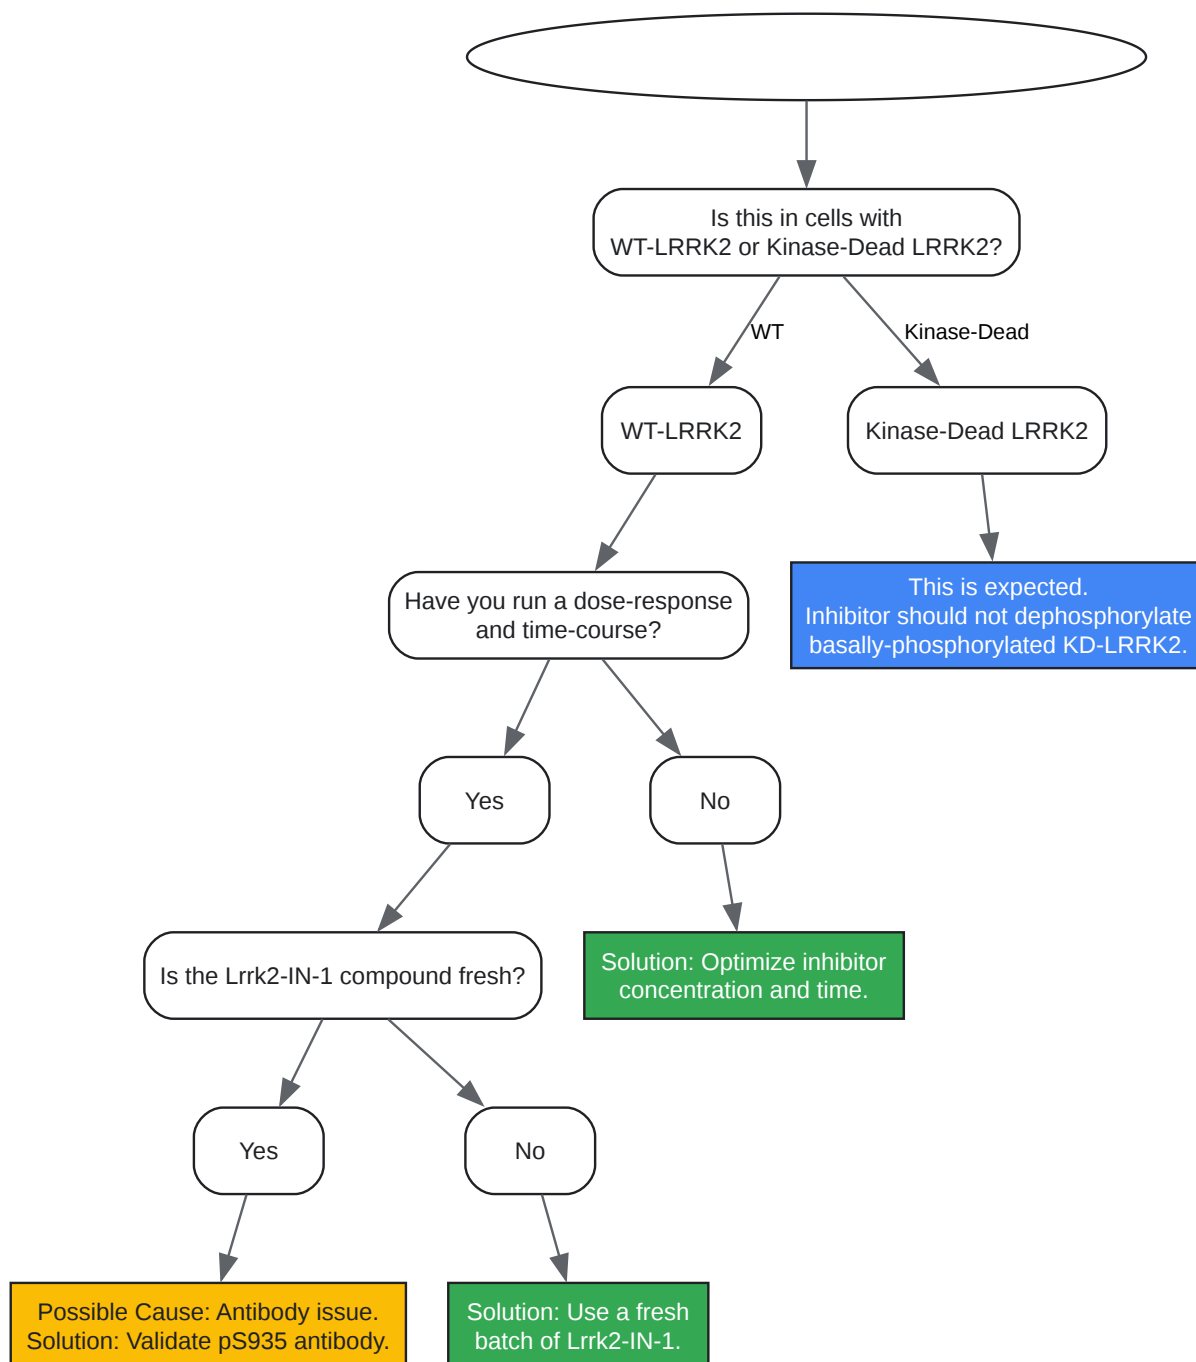 Is this in cells with
WT-LRRK2 or Kinase-Dead LRRK2?
WT
Kinase-Dead
WT-LRRK2
Kinase-Dead LRRK2
This is expected.
Inhibitor should not dephosphorylate
basally-phosphorylated KD-LRRK2.
Have you run a dose-response
and time-course?
Yes
No
Is the Lrrk2-IN-1 compound fresh?
Solution: Optimize inhibitor
concentration and time.
Yes
No
Possible Cause: Antibody issue.
Solution: Validate pS935 antibody.
Solution: Use a fresh
batch of Lrrk2-IN-1.